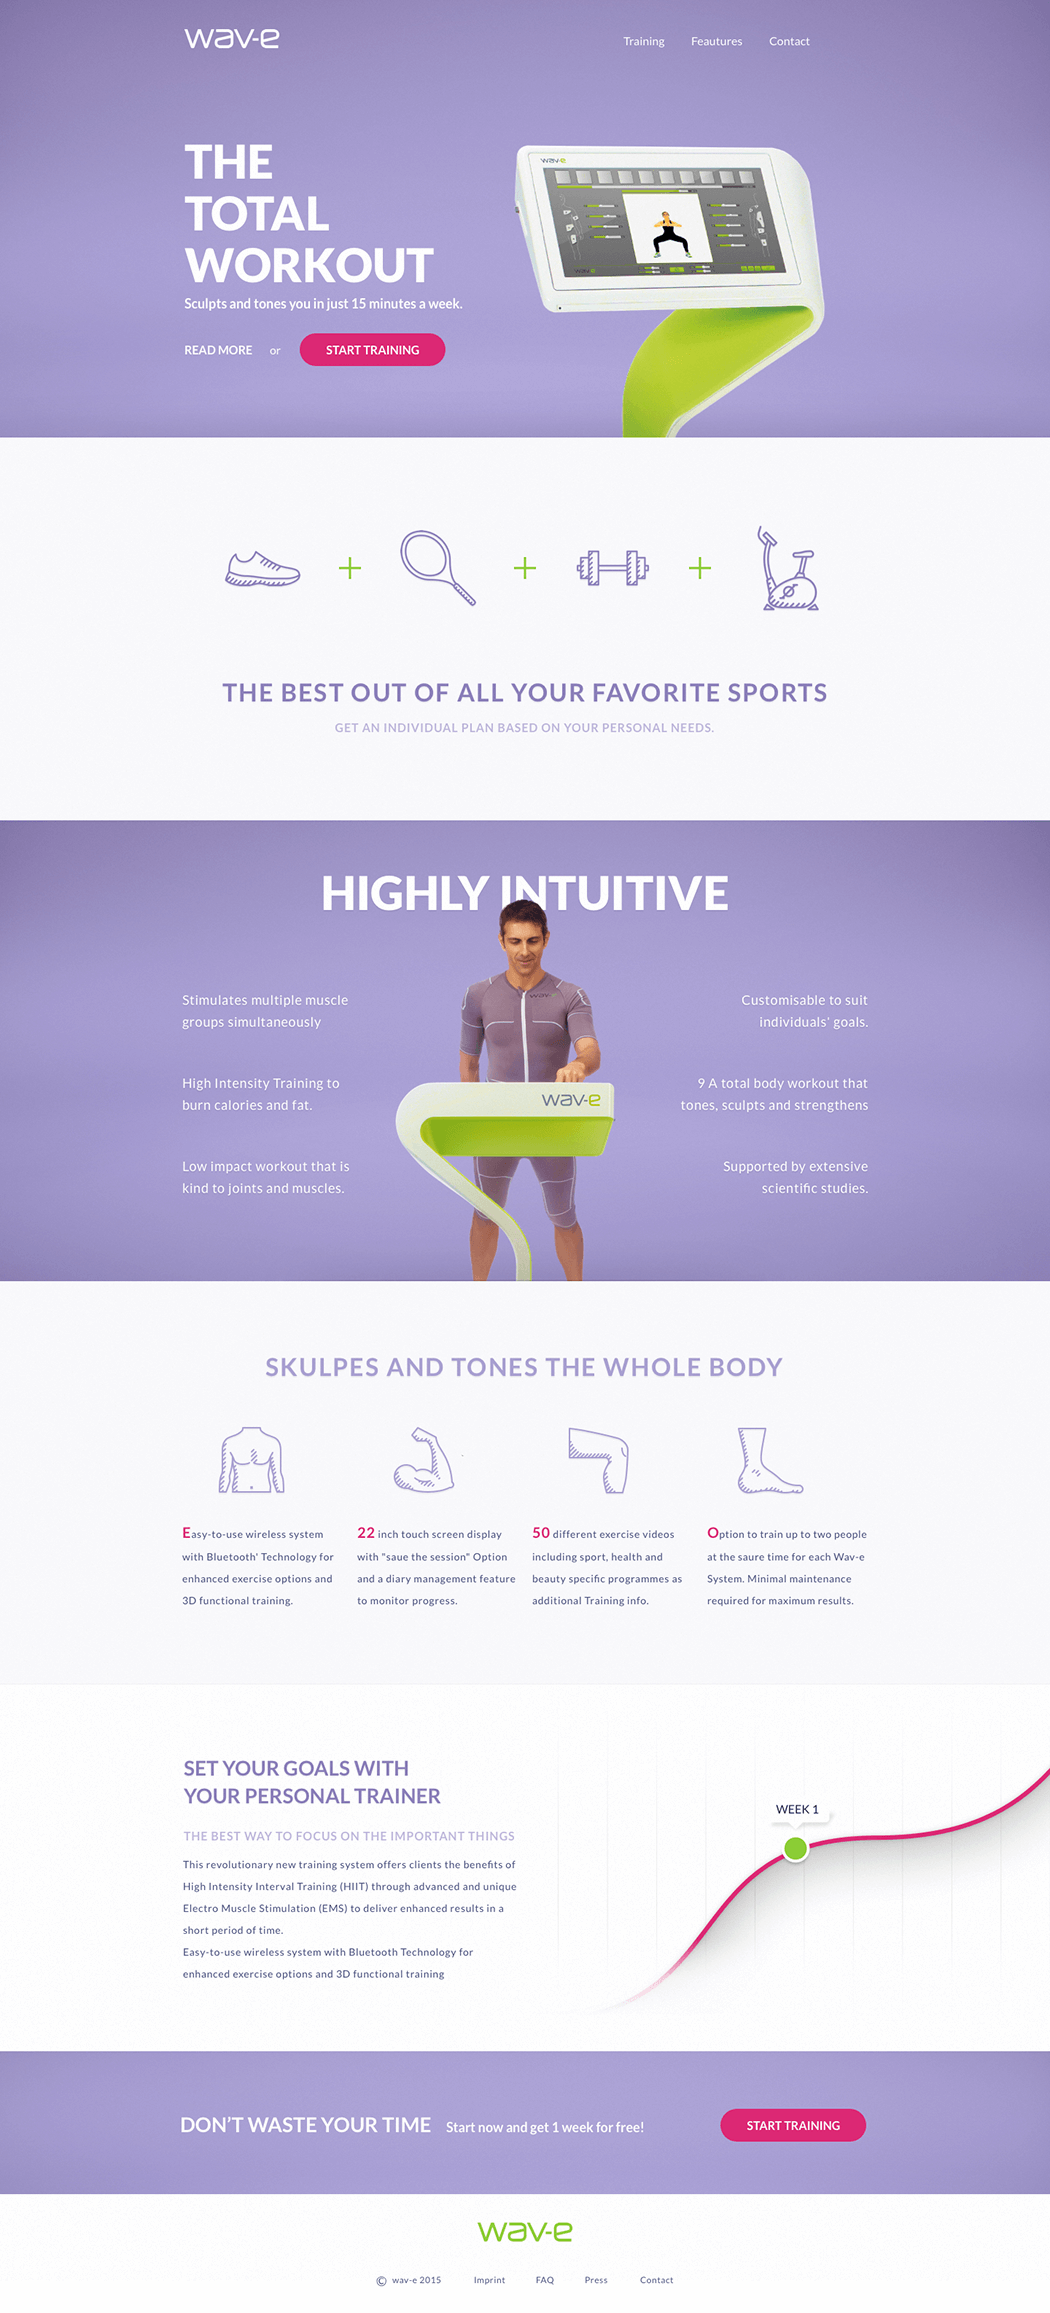 wav-e
Training Feautures Contact
THE
TOTAL
WORKOUT
Sculpts and tones you in just 15 minutes a week.
READ MORE or START TRAINING
wav-e
wav-e
THE BEST OUT OF ALL YOUR FAVORITE SPORTS
GET AN INDIVIDUAL PLAN BASED ON YOUR PERSONAL NEEDS.
HIGHLY INTUITIVE
Stimulates multiple muscle
groups simultaneously
High Intensity Training to
burn calories and fat.
Low impact workout that is
kind to joints and muscles.
wav-e
wav-e
Customisable to suit
individuals' goals.
9 A total body workout that
tones, sculpts and strengthens
Supported by extensive
scientific studies.
SKULPES AND TONES THE WHOLE BODY
Easy-to-use wireless system
with Bluetooth' Technology for
enhanced exercise options and
3D functional training.
22 inch touch screen display
with "saue the session" Option
and a diary management feature
to monitor progress.
50 different exercise videos
including sport, health and
beauty specific programmes as
additional Training info.
Option to train up to two people
at the saure time for each Wav-e
System. Minimal maintenance
required for maximum results.
SET YOUR GOALS WITH
YOUR PERSONAL TRAINER
THE BEST WAY TO FOCUS ON THE IMPORTANT THINGS
This revolutionary new training system offers clients the benefits of
High Intensity Interval Training (HIIT) through advanced and unique
Electro Muscle Stimulation (EMS) to deliver enhanced results in a
short period of time.
Easy-to-use wireless system with Bluetooth Technology for
enhanced exercise options and 3D functional training
WEEK 1
DON'T WASTE YOUR TIME Start now and get 1 week for free! START TRAINING
wav-e
© wav-e 2015 Imprint FAQ Press Contact